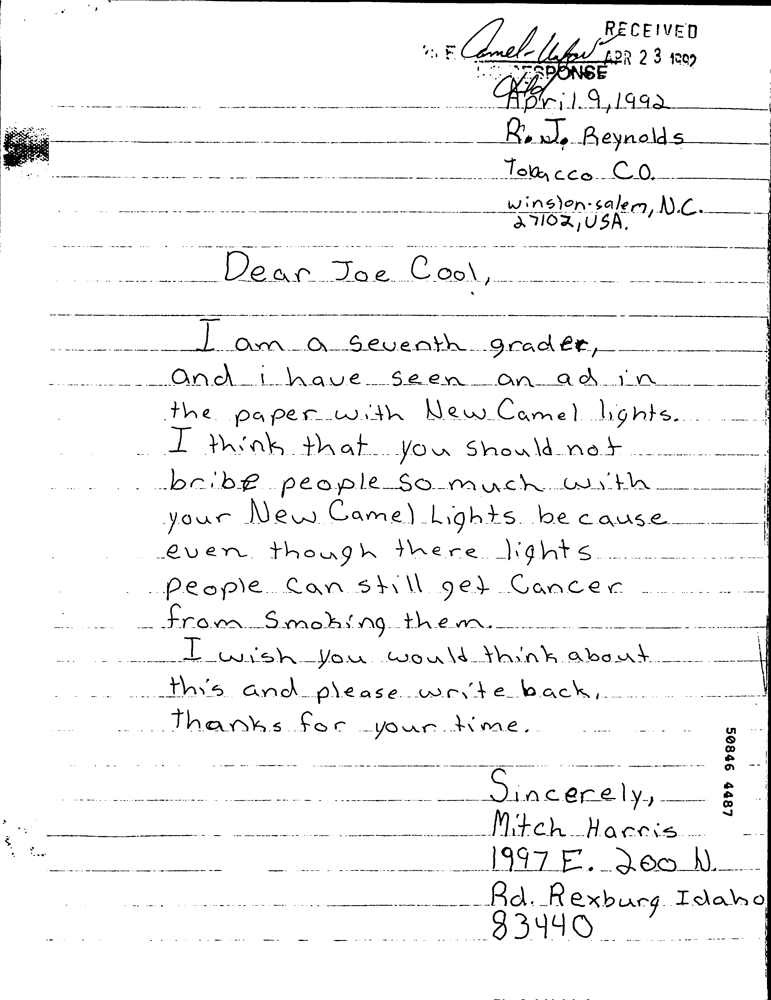 RECEIVED
Camel-
APR 23 1992
RESPONSE
April 9, 1992
R. J. Reynolds
Tobacco CO.
winston-salem, N.C.
27102, USA.
Dear Joe Cool,
I am a seventh grader,
and i have seen an ad in
the paper with New Camel lights.
I think that you should not
bribe people so much with
your New Camel Lights because
even though there lights
people can still get Cancer
from smoking them.
I wish you would think about
this and please write back,
thanks for your time.
50846 4487
Sincerely,
Mitch Harris
1997 E. 200 N.
Rd. Rexburg Idaho
83440